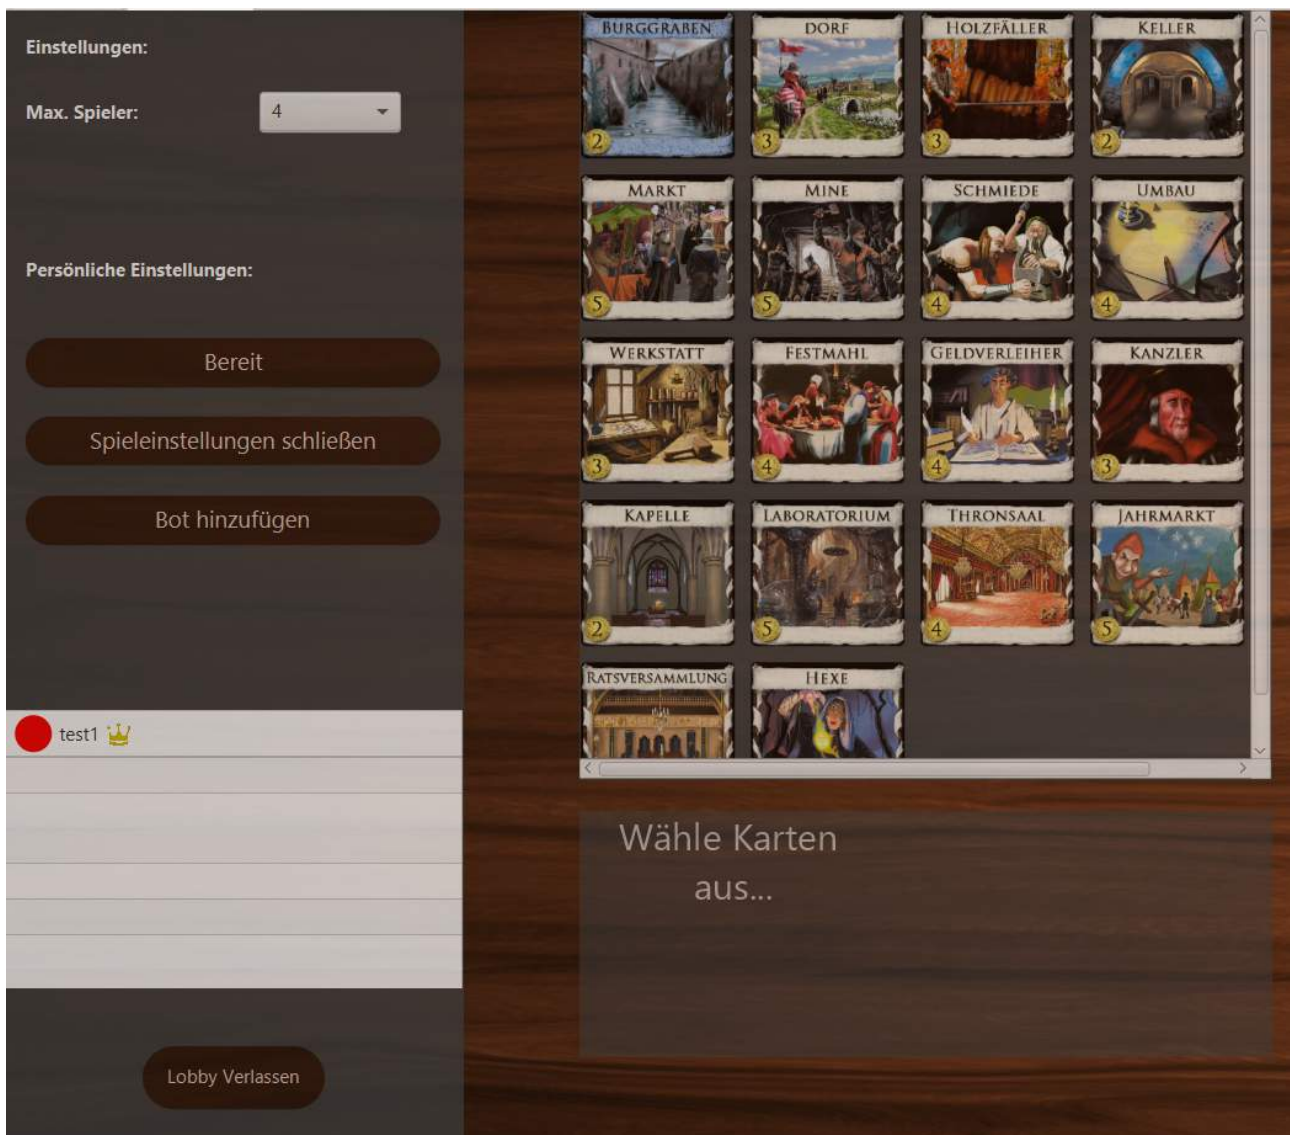 Einstellungen:
Max. Spieler:
4
Persönliche Einstellungen:
Bereit
Spieleinstellungen schließen
Bot hinzufügen
test1
Lobby Verlassen
BURGGRABEN
DORF
HOLZFÄLLER
KELLER
2
3
3
2
MARKT
MINE
SCHMIEDE
UMBAU
5
5
4
4
WERKSTATT
FESTMAHL
GELDVERLEIHER
KANZLER
3
4
4
3
KAPELLE
LABORATORIUM
THRONSAAL
JAHRMARKT
2
5
4
5
RATSVERSAMMLUNG
HEXE
Wähle Karten
aus...